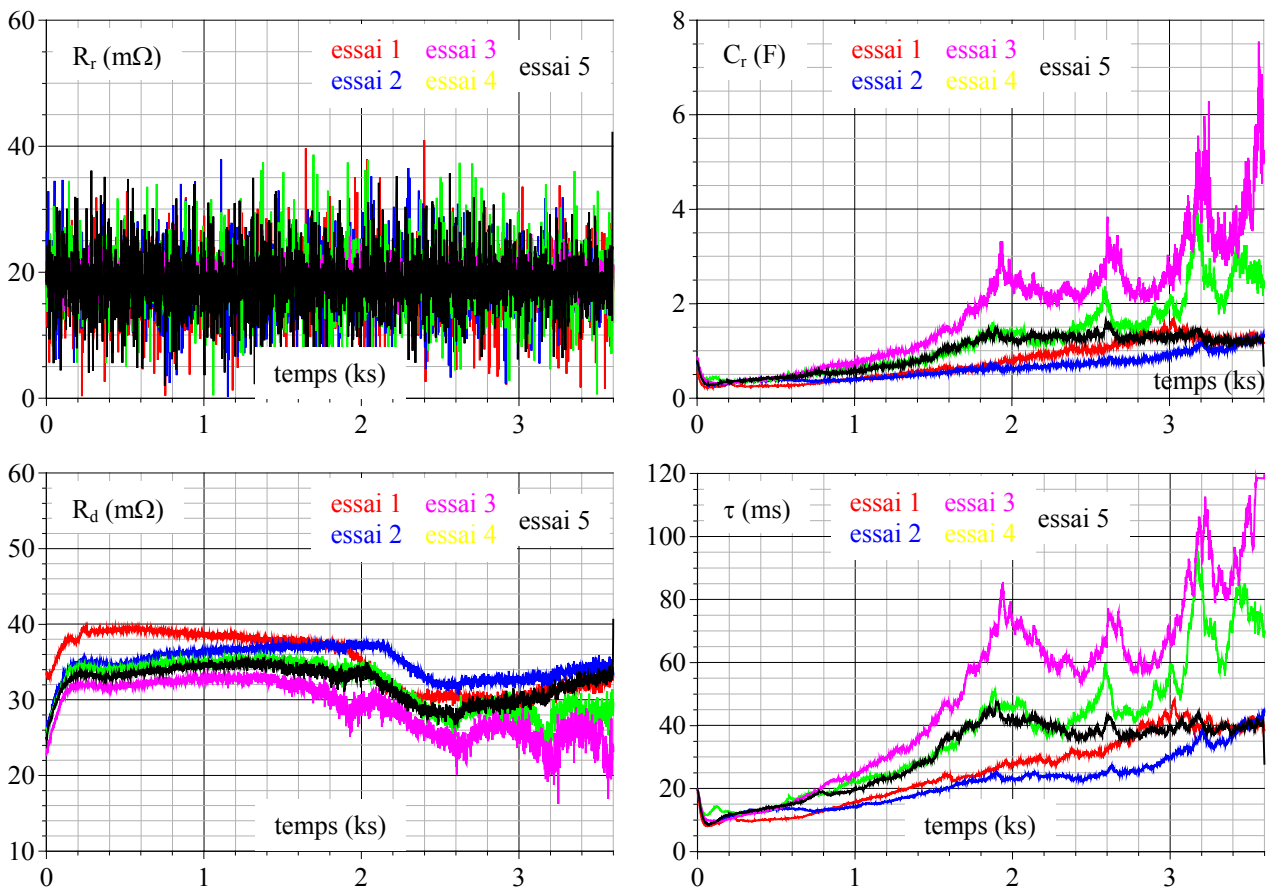 60
R_r (mΩ)
essai 1 essai 3
essai 5
essai 2 essai 4
40
20
temps (ks)
0
0 1 2 3
8
C_r (F)
essai 1 essai 3
essai 5
essai 2 essai 4
6
4
2
temps (ks)
0
0 1 2 3
60
R_d (mΩ)
essai 1 essai 3
essai 5
essai 2 essai 4
50
40
30
20
temps (ks)
10
0 1 2 3
120
τ (ms)
essai 1 essai 3
essai 5
essai 2 essai 4
100
80
60
40
20
temps (ks)
0
0 1 2 3